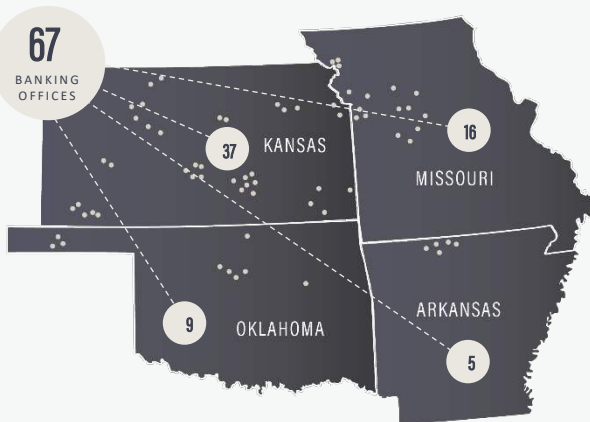 67
BANKING
OFFICES
37
KANSAS
16
MISSOURI
9
OKLAHOMA
ARKANSAS
5